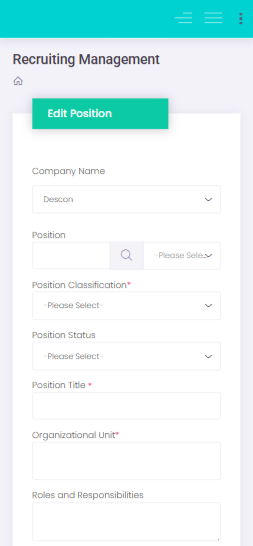 Recruiting Management
Edit Position
Company Name
Descon
Position
-Please Sele...
Position Classification*
-Please Select-
Position Status
-Please Select-
Position Title *
Organizational Unit*
Roles and Responsibilities